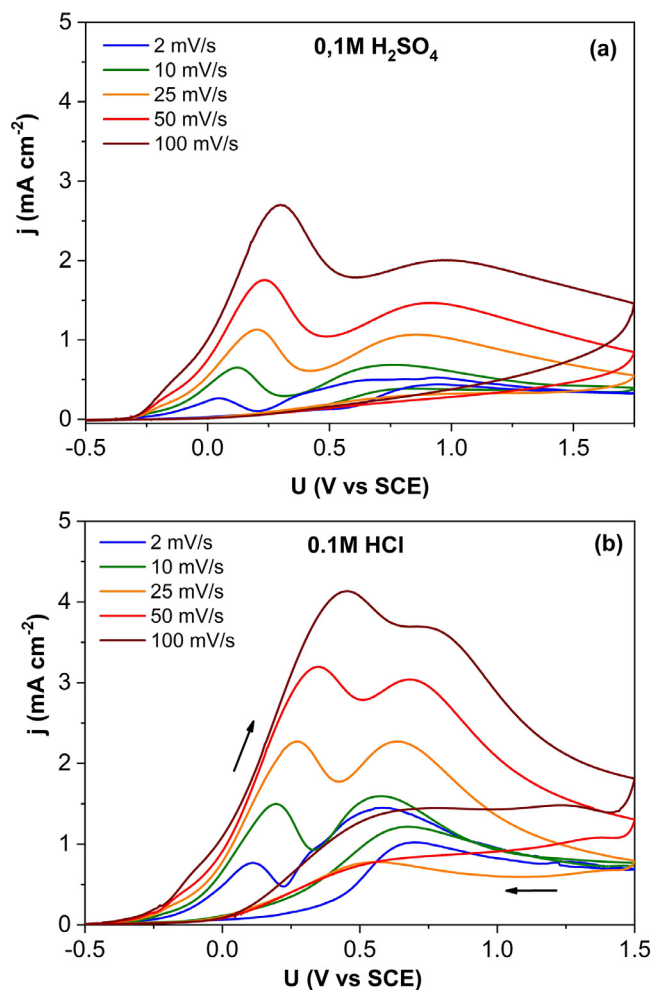 0,1M H₂SO₄ (a)
2 mV/s
10 mV/s
25 mV/s
50 mV/s
100 mV/s
j (mA cm⁻²)
5
4
3
2
1
0
-0.5 0.0 0.5 1.0 1.5
U (V vs SCE)
0.1M HCl (b)
2 mV/s
10 mV/s
25 mV/s
50 mV/s
100 mV/s
j (mA cm⁻²)
5
4
3
2
1
0
-0.5 0.0 0.5 1.0 1.5
U (V vs SCE)